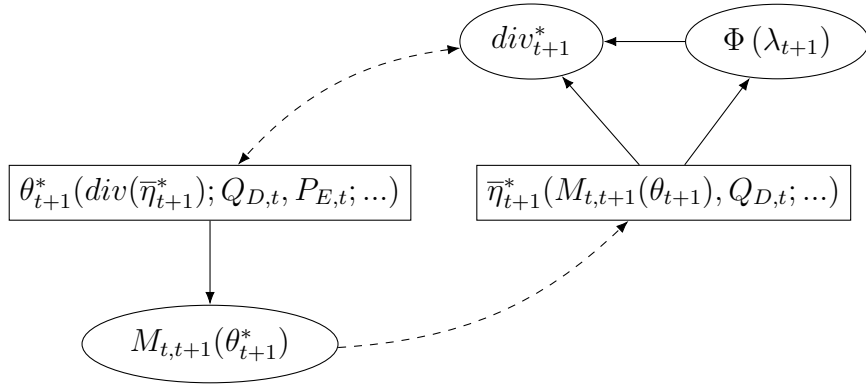 div*_{t+1}
Φ (λ_{t+1})
θ*_{t+1}(div(η̅*_{t+1}); Q_{D,t}, P_{E,t}; ...)
η̅*_{t+1}(M_{t,t+1}(θ_{t+1}), Q_{D,t}; ...)
M_{t,t+1}(θ*_{t+1})